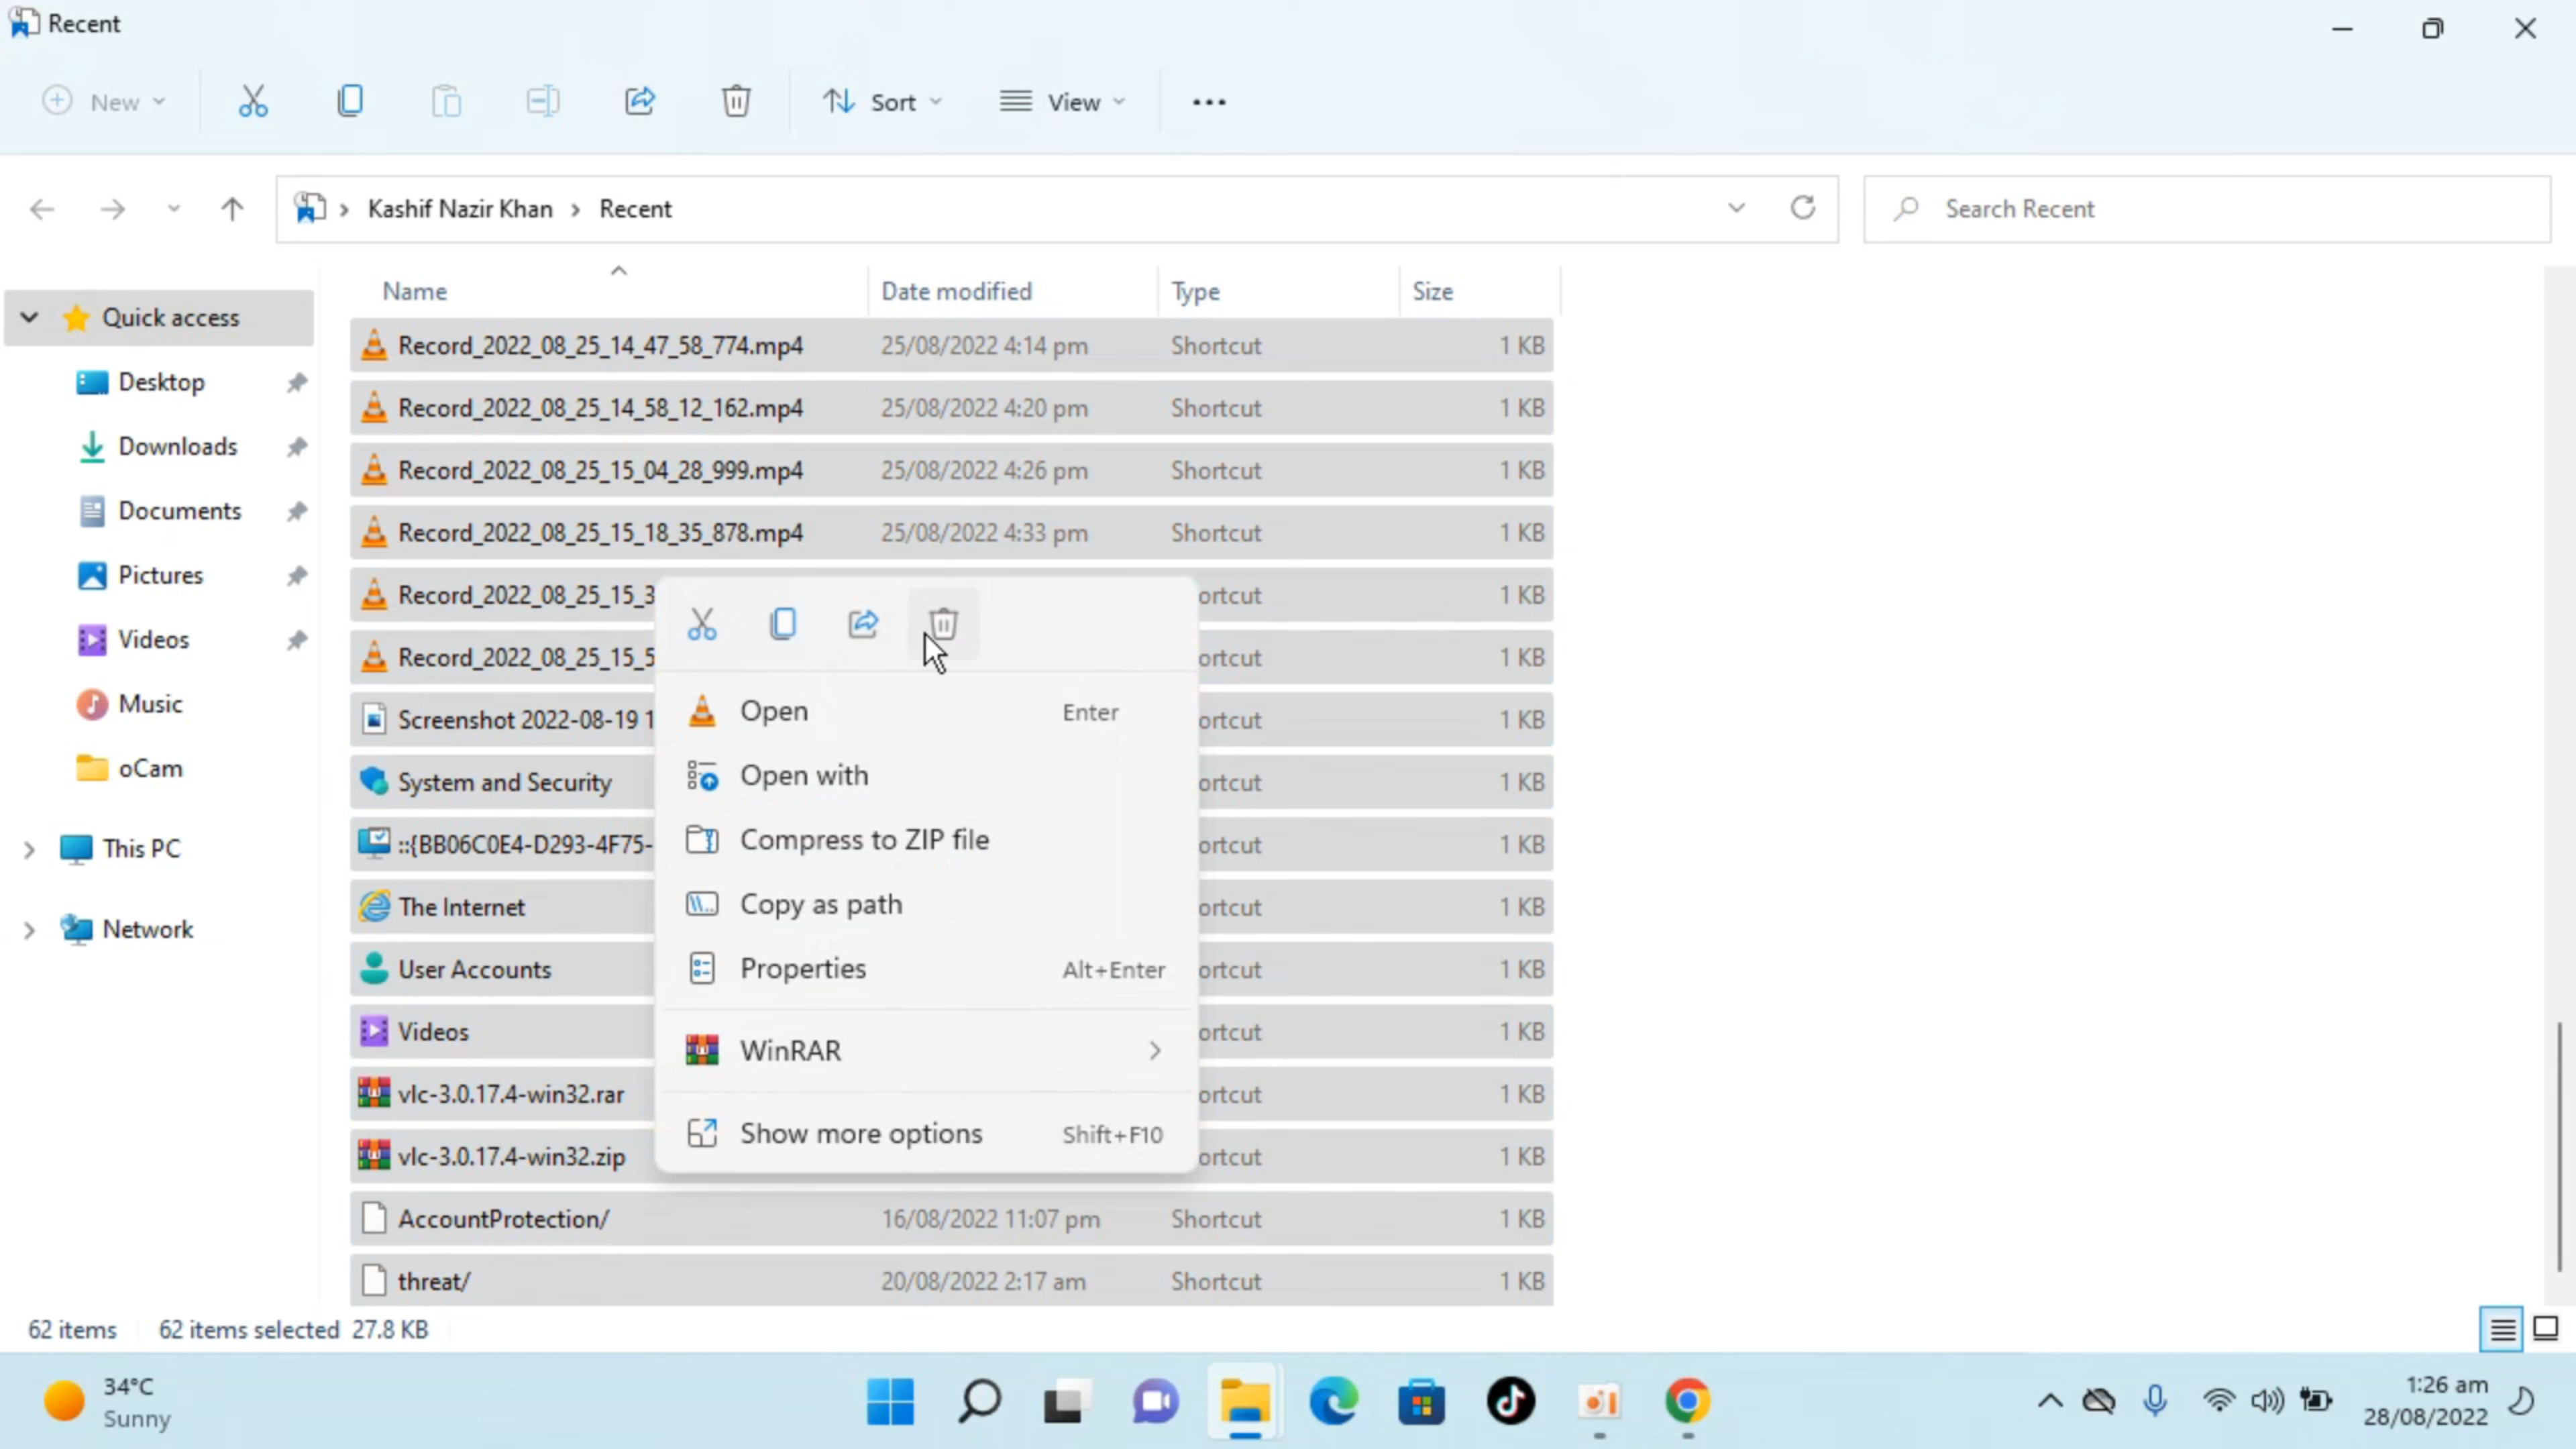 Recent
New
Sort
View
Kashif Nazir Khan > Recent
Search Recent
Name Date modified Type Size
Quick access
Desktop
Downloads
Documents
Pictures
Videos
Music
oCam
This PC
Network
Record_2022_08_25_14_47_58_774.mp4 25/08/2022 4:14 pm Shortcut 1 KB
Record_2022_08_25_14_58_12_162.mp4 25/08/2022 4:20 pm Shortcut 1 KB
Record_2022_08_25_15_04_28_999.mp4 25/08/2022 4:26 pm Shortcut 1 KB
Record_2022_08_25_15_18_35_878.mp4 25/08/2022 4:33 pm Shortcut 1 KB
Record_2022_08_25_15_3 ortcut 1 KB
Record_2022_08_25_15_5 ortcut 1 KB
Screenshot 2022-08-19 1 ortcut 1 KB
System and Security ortcut 1 KB
::{BB06C0E4-D293-4F75- ortcut 1 KB
The Internet ortcut 1 KB
User Accounts ortcut 1 KB
Videos ortcut 1 KB
vlc-3.0.17.4-win32.rar ortcut 1 KB
vlc-3.0.17.4-win32.zip ortcut 1 KB
AccountProtection/ 16/08/2022 11:07 pm Shortcut 1 KB
threat/ 20/08/2022 2:17 am Shortcut 1 KB
Open Enter
Open with
Compress to ZIP file
Copy as path
Properties Alt+Enter
WinRAR
Show more options Shift+F10
62 items 62 items selected 27.8 KB
34°C
Sunny
1:26 am
28/08/2022